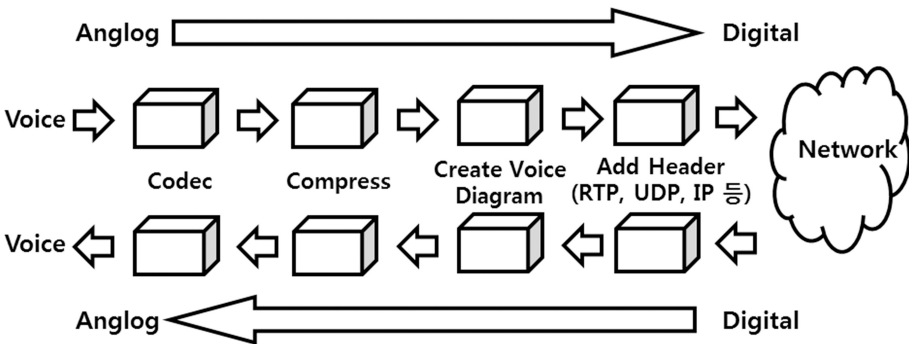 Anglog Digital
Voice
Network
Codec Compress Create Voice Diagram Add Header (RTP, UDP, IP 등)
Voice
Anglog Digital